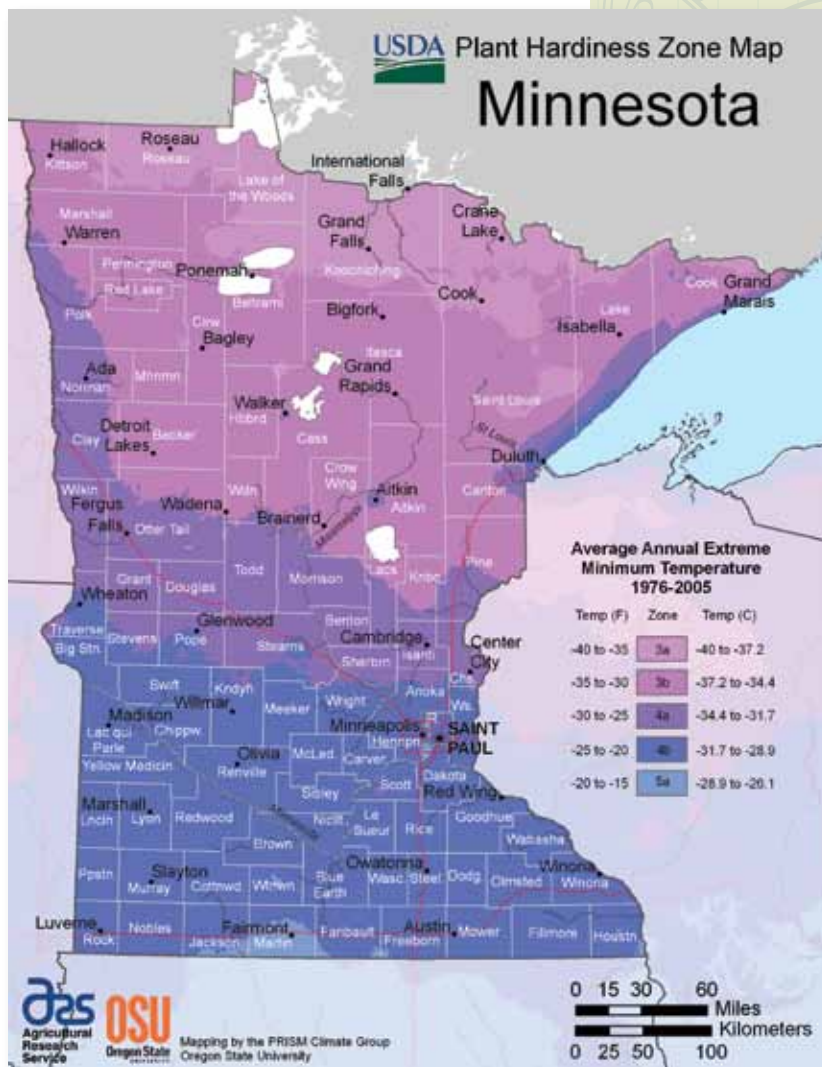 USDA Plant Hardiness Zone Map
Minnesota
Hallock
Kittson
Roseau
Roseau
Lake of
the Woods
International
Falls
Marshall
Warren
Grand
Falls
Crane
Lake
Pennington
Red Lake
Ponemah
Koochiching
Cook
Grand
Marais
Polk
Beltrami
Clrw
Bigfork
Cook
Lake
Isabella
Bagley
Itasca
Ada
Norman
Mhnmn
Grand
Rapids
Walker
Hbbrd
Saint Louis
Detroit
Lakes
Becker
Clay
Cass
St Louis
Duluth
Crow
Wing
Aitkin
Aitkin
Carlton
Wilkin
Fergus
Falls
Wadena
Wdn
Brainerd
Mississippi
Otter Tail
Pine
Todd
Morrison
Lacs
Knbc
Grant
Douglas
Wheaton
Benton
Glenwood
Cambridge
Center
City
Traverse
Stevens
Pope
Stearns
Isanti
Big Stn.
Sherbrn
Chs
Swift
Kndyh
Anoka
Ws.
Wright
Meeker
Madison
Willmar
Minneapolis
SAINT
PAUL
Lac qui
Parle
Chippw.
Hennpn
Olivia
McLed
Carver
Yellow Medicin
Renville
Scott
Dakota
Sibley
Red Wing
Marshall
Goodhue
Lncln
Lyon
Redwood
Nicllt
Le
Sueur
Rice
Wabasha
Minnesota
Brown
Owatonna
Winona
Slayton
Blue
Earth
Wasc
Steel
Dodg.
Olmsted
Winona
Ppstn
Murray
Cottnwd
Wtnwn
Luverne
Fairmont
Austin
Rock
Nobles
Jackson
Martin
Faribault
Freeborn
Mower
Fillmore
Houstn
Average Annual Extreme
Minimum Temperature
1976-2005
Temp (F) Zone Temp (C)
-40 to -35 3a -40 to -37.2
-35 to -30 3b -37.2 to -34.4
-30 to -25 4a -34.4 to -31.7
-25 to -20 4b -31.7 to -28.9
-20 to -15 5a -28.9 to -26.1
ars
Agricultural
Research
Service
OSU
Oregon State
UNIVERSITY
Mapping by the PRISM Climate Group
Oregon State University
0 15 30 60
Miles
Kilometers
0 25 50 100